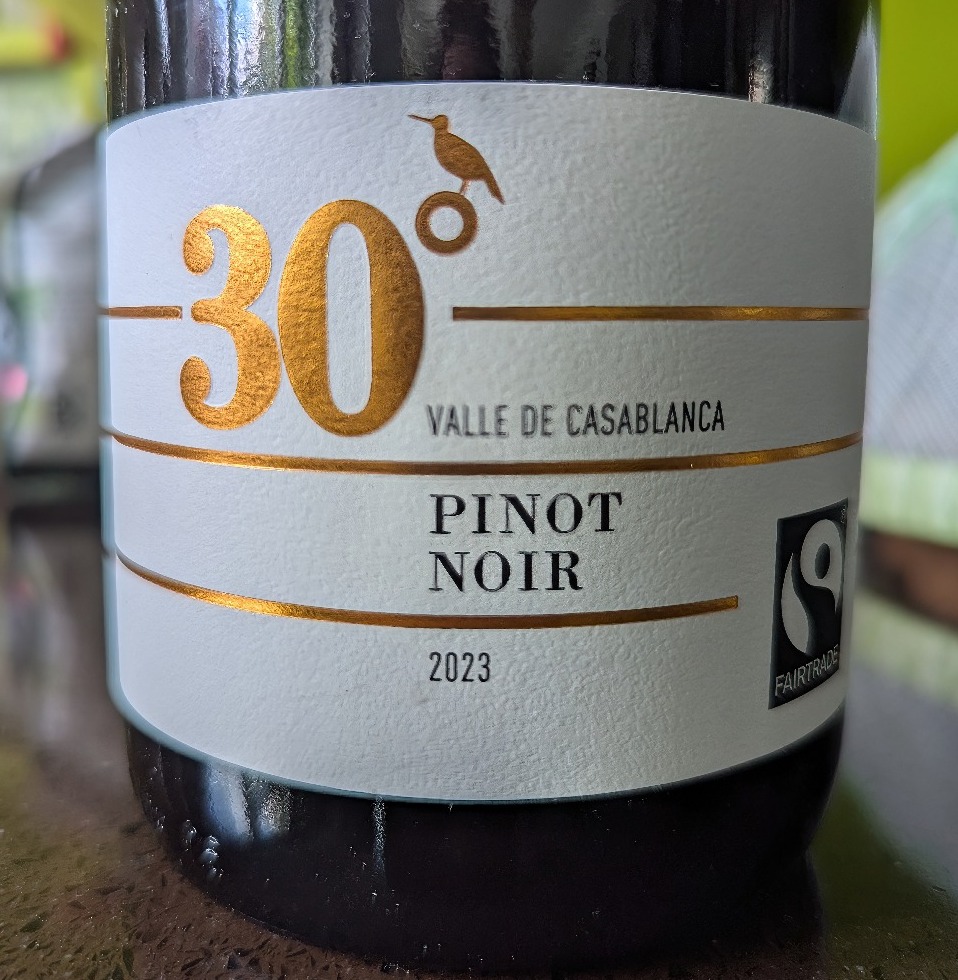 30°
VALLE DE CASABLANCA
PINOT
NOIR
2023
FAIRTRADE
®